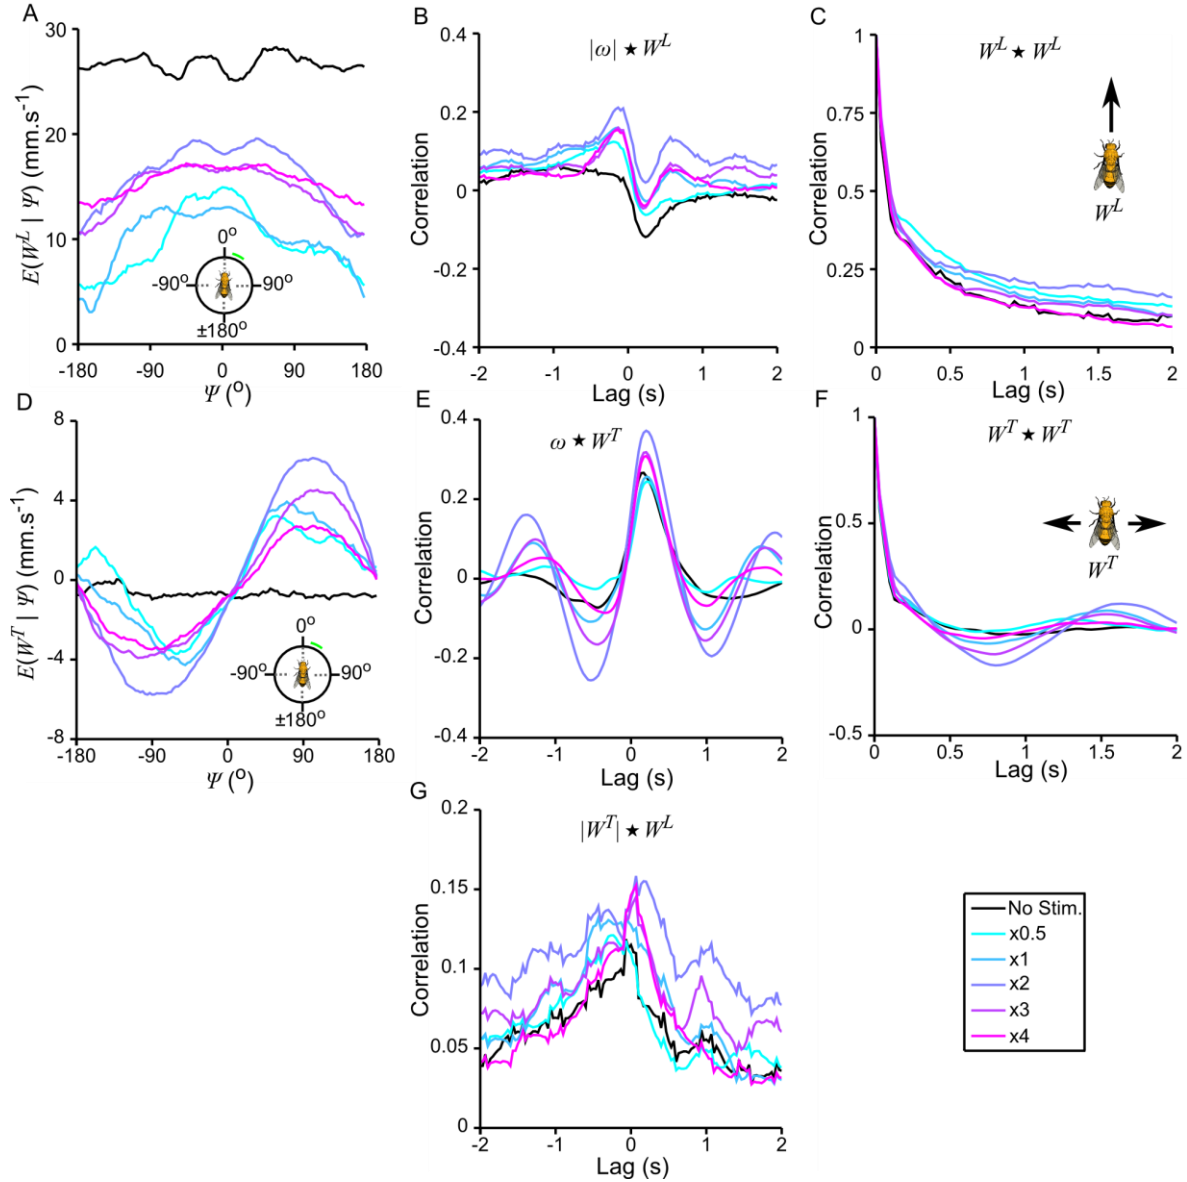 A
E(W^L | Ψ) (mm.s⁻¹)
30
20
10
0
-180
-90
0
90
180
Ψ (°)
0°
-90°
90°
±180°
B
|ω| ★ W^L
Correlation
0.4
0.2
0
-0.2
-0.4
-2
-1
0
1
2
Lag (s)
C
W^L ★ W^L
Correlation
1
0.75
0.5
0.25
0
0
0.5
1
1.5
2
Lag (s)
W^L
D
E(W^T | Ψ) (mm.s⁻¹)
8
4
0
-4
-8
-180
-90
0
90
180
Ψ (°)
0°
-90°
90°
±180°
E
ω ★ W^T
Correlation
0.4
0.2
0
-0.2
-0.4
-2
-1
0
1
2
Lag (s)
F
W^T ★ W^T
Correlation
1
0.5
0
-0.5
0
0.5
1
1.5
2
Lag (s)
W^T
G
|W^T| ★ W^L
Correlation
0.2
0.15
0.1
0.05
0
-2
-1
0
1
2
Lag (s)
No Stim.
x0.5
x1
x2
x3
x4